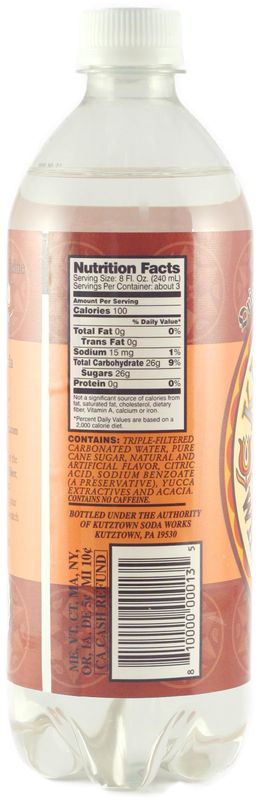 Nutrition Facts
Serving Size: 8 Fl. Oz. (240 mL)
Servings Per Container: about 3
Amount Per Serving
Calories 100
% Daily Value*
Total Fat 0g 0%
Trans Fat 0g
Sodium 15 mg 1%
Total Carbohydrate 26g 9%
Sugars 26g
Protein 0g 0%
Not a significant source of calories from
fat, saturated fat, cholesterol, dietary
fiber, Vitamin A, calcium or iron.
*Percent Daily Values are based on a
2,000 calorie diet.
CONTAINS: TRIPLE-FILTERED
CARBONATED WATER, PURE
CANE SUGAR, NATURAL AND
ARTIFICIAL FLAVOR, CITRIC
ACID, SODIUM BENZOATE
(A PRESERVATIVE), YUCCA
EXTRACTIVES AND ACACIA.
CONTAINS NO CAFFEINE.
BOTTLED UNDER THE AUTHORITY
OF KUTZTOWN SODA WORKS
KUTZTOWN, PA 19530
ME, VT, CT, MA, NY,
OR, IA, DE 5¢ MI 10¢
CA CASH REFUND
8 10000 00013 5